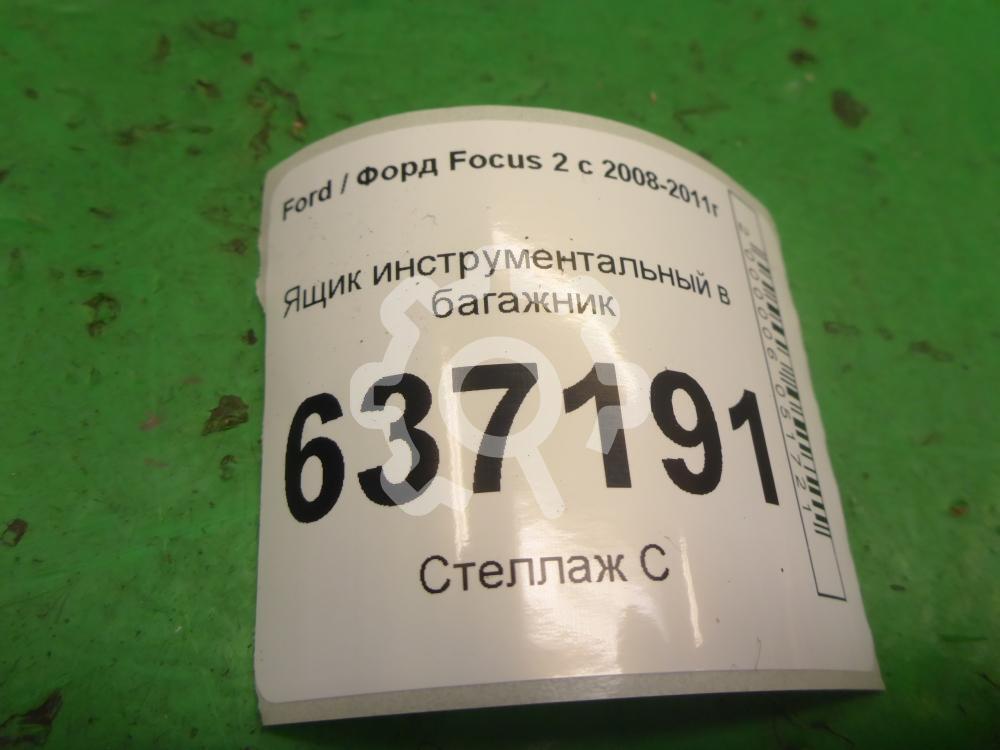 Ford / Форд Focus 2 с 2008-2011г
Ящик инструментальный в
багажник
637191
Стеллаж С